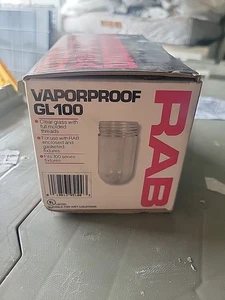 VAPORPROOF
GL100
RAB
• Clear glass with
full molded
threads
• For use with RAB
enclosed and
gasketed
fixtures
• Fits 100 series
fixtures